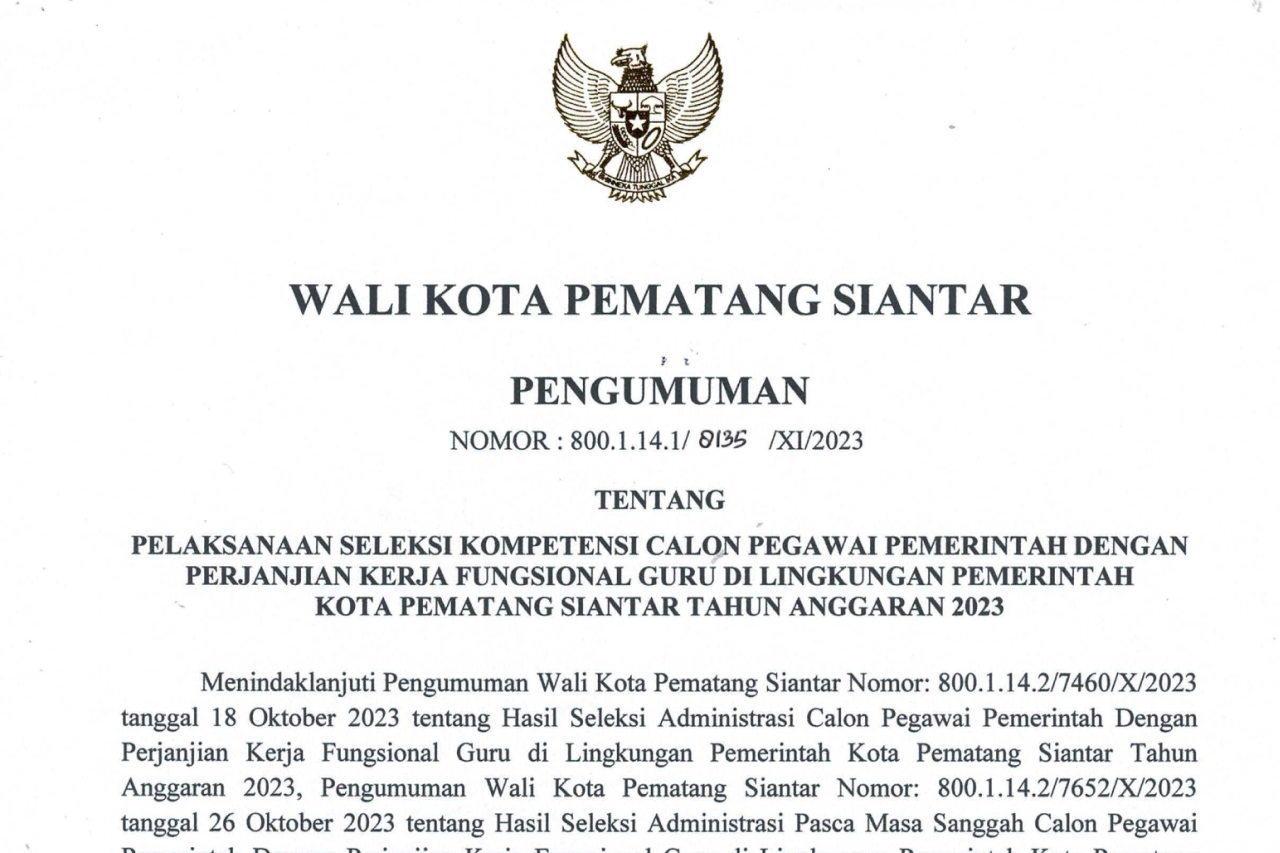 BHINNEKA TUNGGAL IKA
WALI KOTA PEMATANG SIANTAR
PENGUMUMAN
NOMOR : 800.1.14.1/ 8135 /XI/2023
TENTANG
PELAKSANAAN SELEKSI KOMPETENSI CALON PEGAWAI PEMERINTAH DENGAN
PERJANJIAN KERJA FUNGSIONAL GURU DI LINGKUNGAN PEMERINTAH
KOTA PEMATANG SIANTAR TAHUN ANGGARAN 2023
Menindaklanjuti Pengumuman Wali Kota Pematang Siantar Nomor: 800.1.14.2/7460/X/2023
tanggal 18 Oktober 2023 tentang Hasil Seleksi Administrasi Calon Pegawai Pemerintah Dengan
Perjanjian Kerja Fungsional Guru di Lingkungan Pemerintah Kota Pematang Siantar Tahun
Anggaran 2023, Pengumuman Wali Kota Pematang Siantar Nomor: 800.1.14.2/7652/X/2023
tanggal 26 Oktober 2023 tentang Hasil Seleksi Administrasi Pasca Masa Sanggah Calon Pegawai